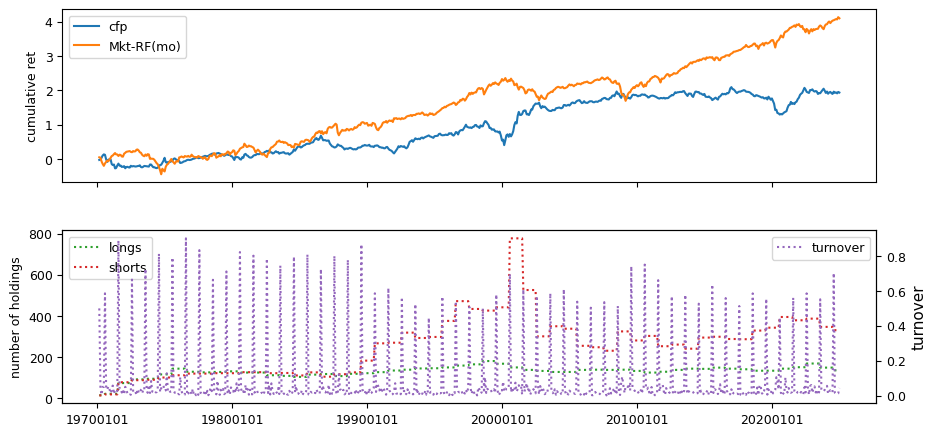 cumulative ret
4
3
2
1
0
cfp
Mkt-RF(mo)
number of holdings
800
600
400
200
0
longs
shorts
turnover
0.8
0.6
0.4
0.2
0.0
turnover
19700101 19800101 19900101 20000101 20100101 20200101